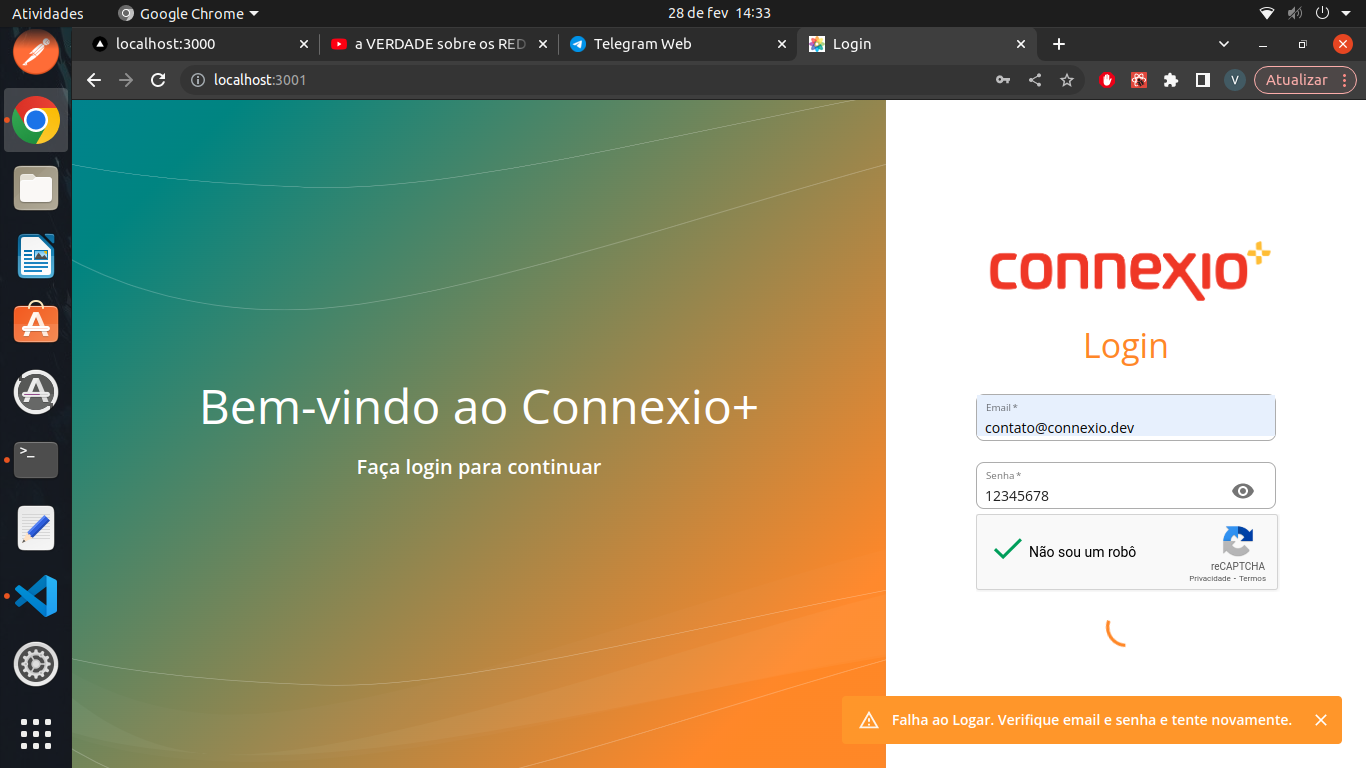 Atividades
Google Chrome
28 de fev 14:33
localhost:3000
a VERDADE sobre os RED
Telegram Web
Login
localhost:3001
V
Atualizar
connexio+
Login
Bem-vindo ao Connexio+
Faça login para continuar
Email *
contato@connexio.dev
Senha *
12345678
Não sou um robô
reCAPTCHA
Privacidade - Termos
Falha ao Logar. Verifique email e senha e tente novamente.